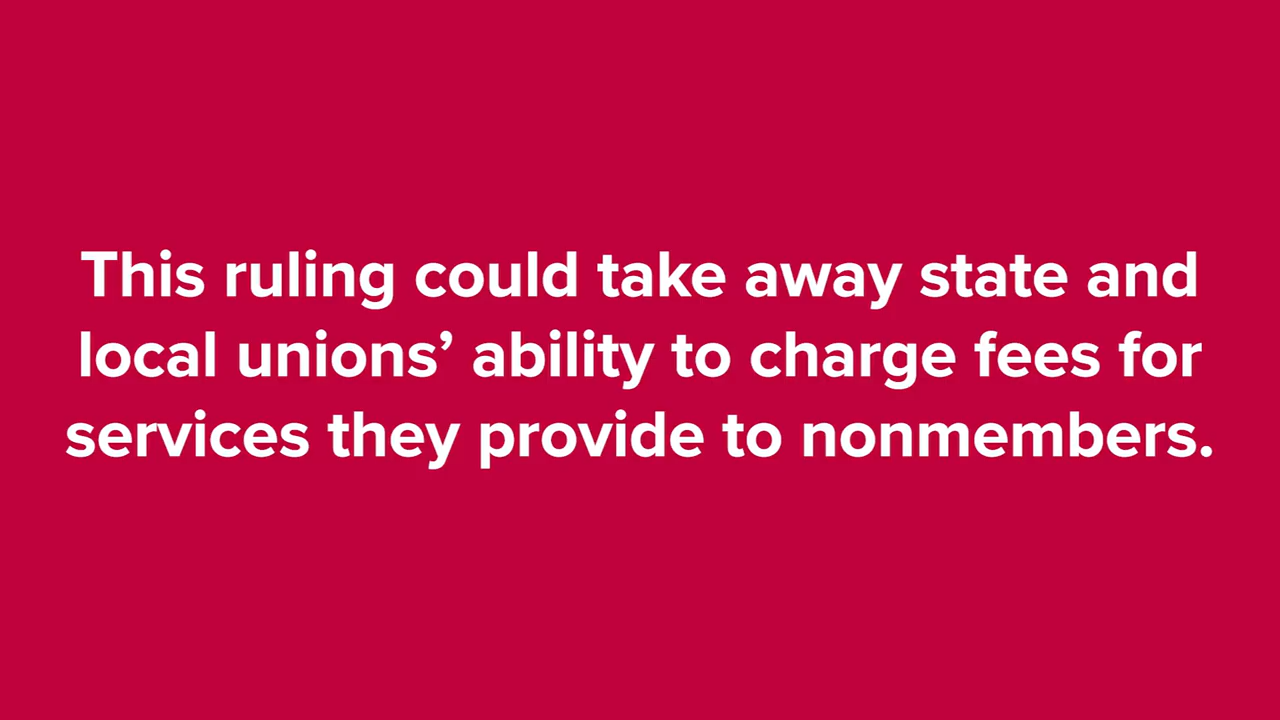 This ruling could take away state and
local unions’ ability to charge fees for
services they provide to nonmembers.